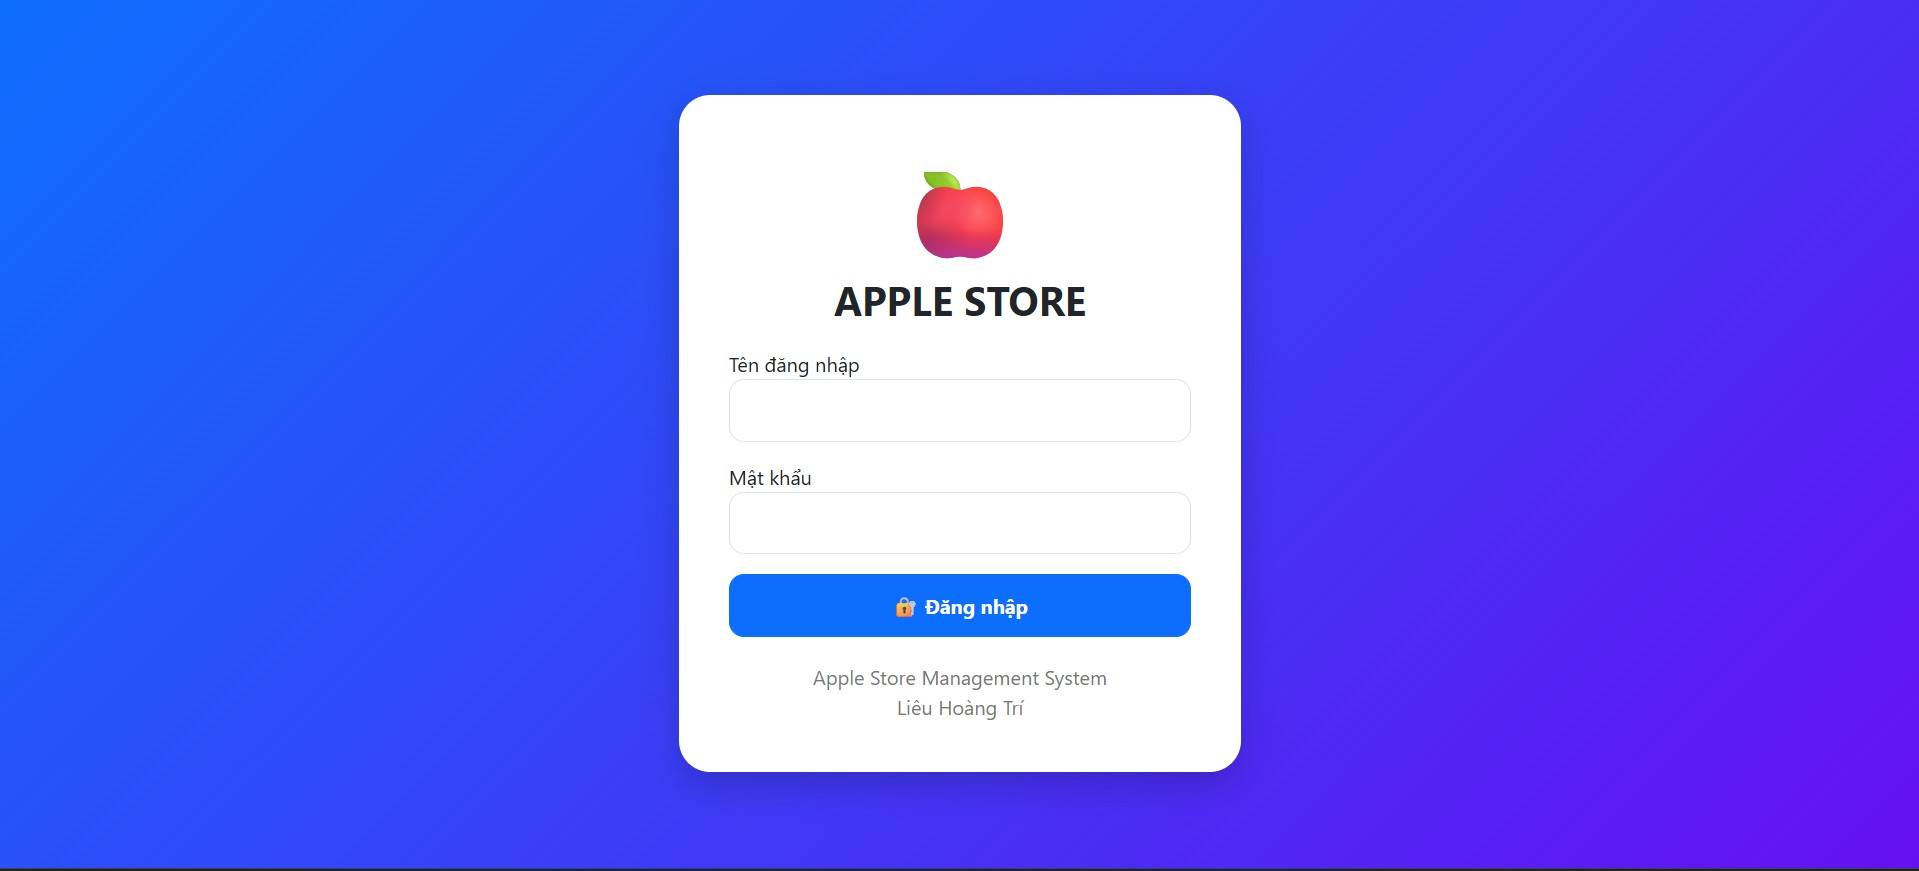 APPLE STORE
Tên đăng nhập
Mật khẩu
🔐 Đăng nhập
Apple Store Management System
Liêu Hoàng Trí